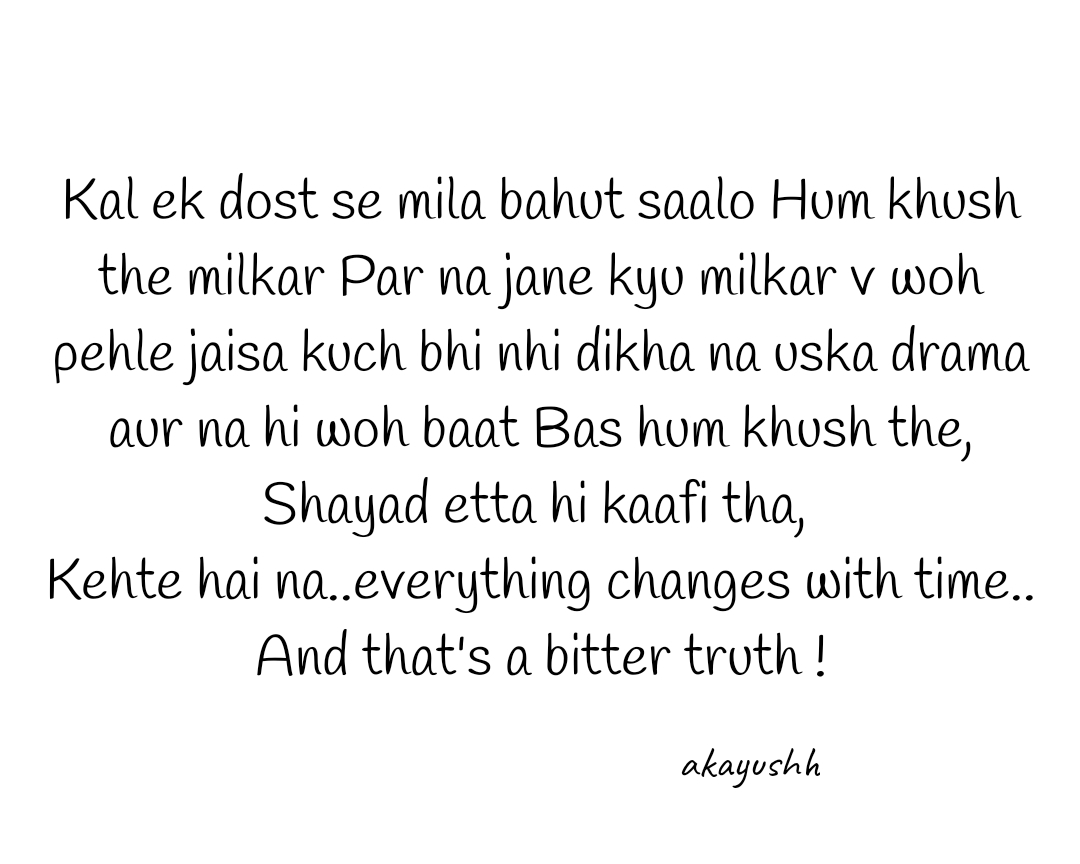 Kal ek dost se mila bahut saalo Hum khush
the milkar Par na jane kyu milkar v woh
pehle jaisa kuch bhi nhi dikha na uska drama
aur na hi woh baat Bas hum khush the,
Shayad etta hi kaafi tha,
Kehte hai na..everything changes with time..
And that's a bitter truth !
akayushh